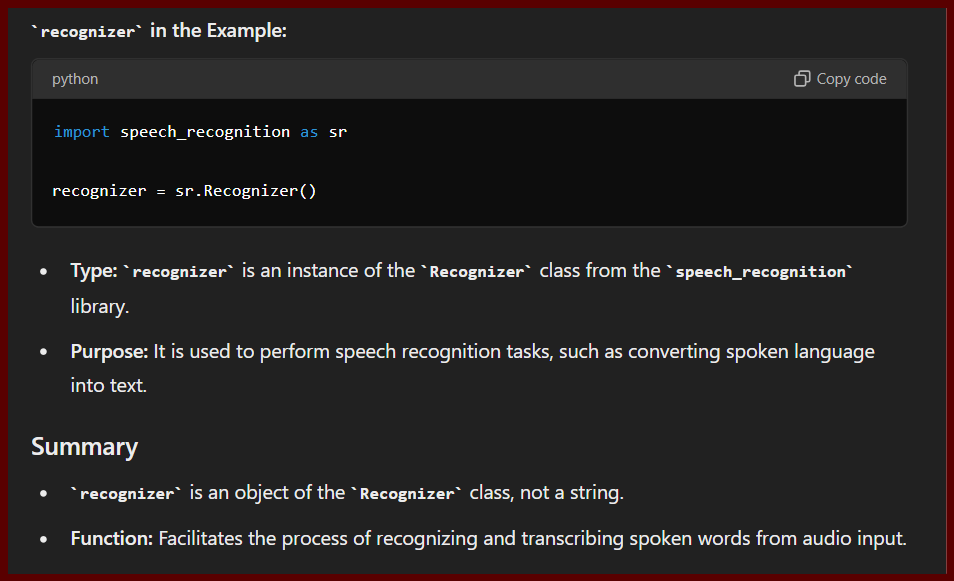 `recognizer` in the Example:
python Copy code
import speech_recognition as sr
recognizer = sr.Recognizer()
• Type: `recognizer` is an instance of the `Recognizer` class from the `speech_recognition`
library.
• Purpose: It is used to perform speech recognition tasks, such as converting spoken language
into text.
Summary
• `recognizer` is an object of the `Recognizer` class, not a string.
• Function: Facilitates the process of recognizing and transcribing spoken words from audio input.